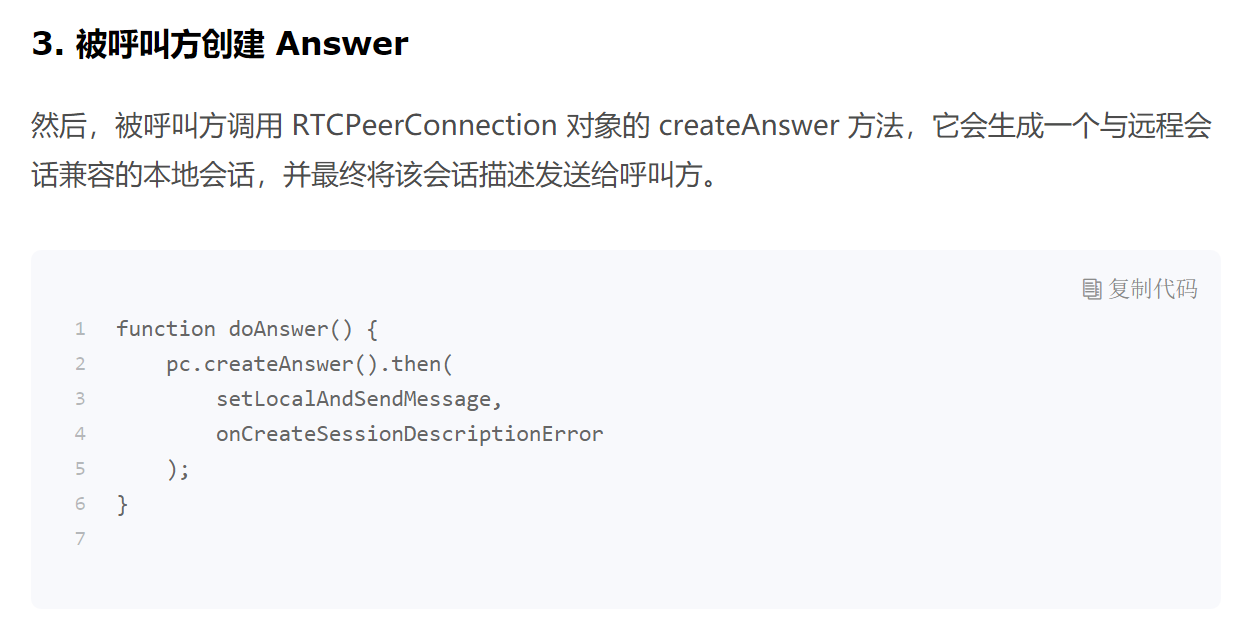 3. 被呼叫方创建 Answer
然后，被呼叫方调用 RTCPeerConnection 对象的 createAnswer 方法，它会生成一个与远程会
话兼容的本地会话，并最终将该会话描述发送给呼叫方。
复制代码
1 function doAnswer() {
2     pc.createAnswer().then(
3         setLocalAndSendMessage,
4         onCreateSessionDescriptionError
5     );
6 }
7